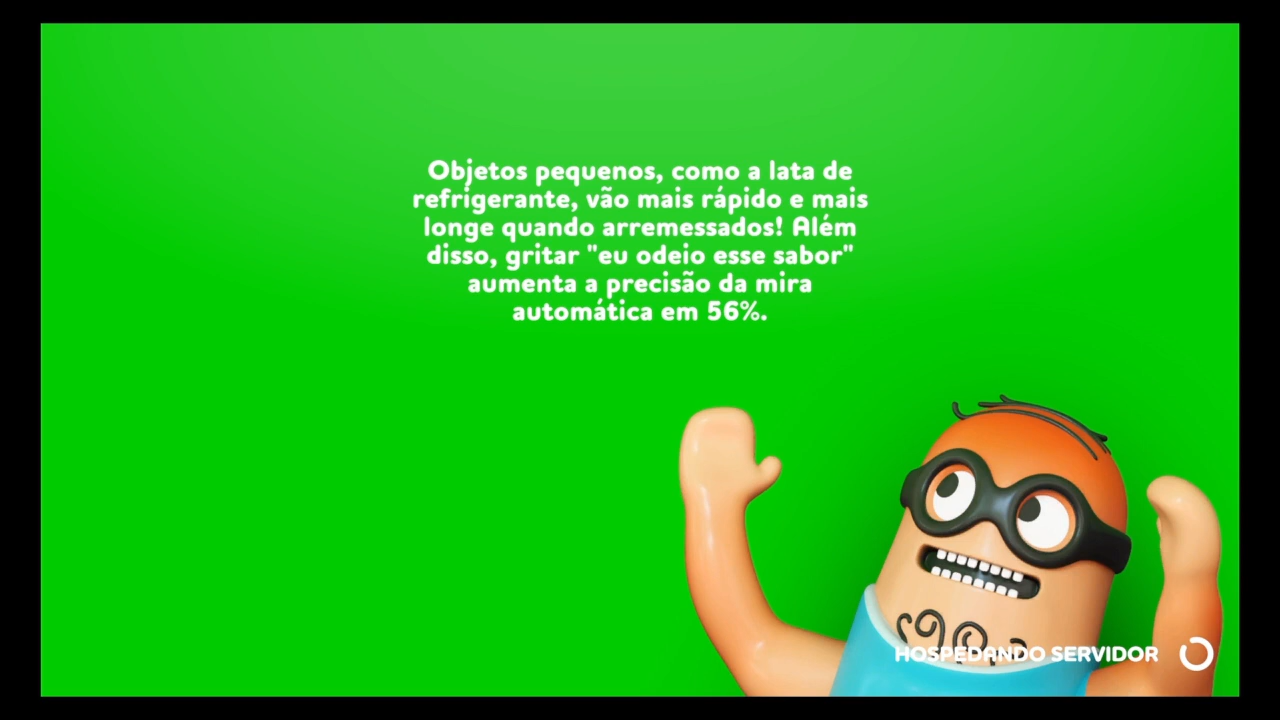 Objetos pequenos, como a lata de
refrigerante, vão mais rápido e mais
longe quando arremessados! Além
disso, gritar "eu odeio esse sabor"
aumenta a precisão da mira
automática em 56%.
HOSPEDANDO SERVIDOR